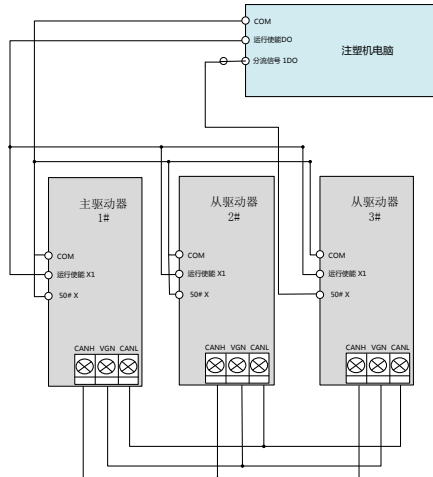 COM
运行使能DO
分流信号 1DO
注塑机电脑
主驱动器
1#
COM
运行使能 X1
50# X
CANH VGN CANL
从驱动器
2#
COM
运行使能 X1
50# X
CANH VGN CANL
从驱动器
3#
COM
运行使能 X1
50# X
CANH VGN CANL